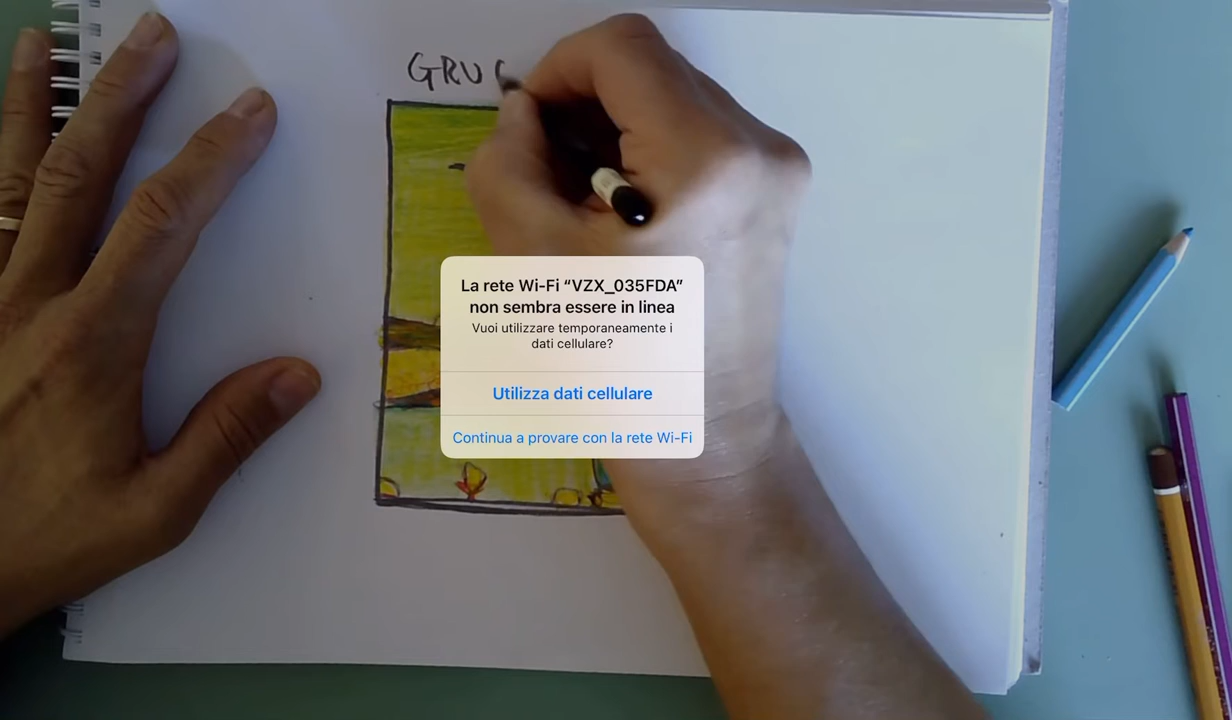 GRU
La rete Wi-Fi “VZX_035FDA”
non sembra essere in linea
Vuoi utilizzare temporaneamente i
dati cellulare?
Utilizza dati cellulare
Continua a provare con la rete Wi-Fi